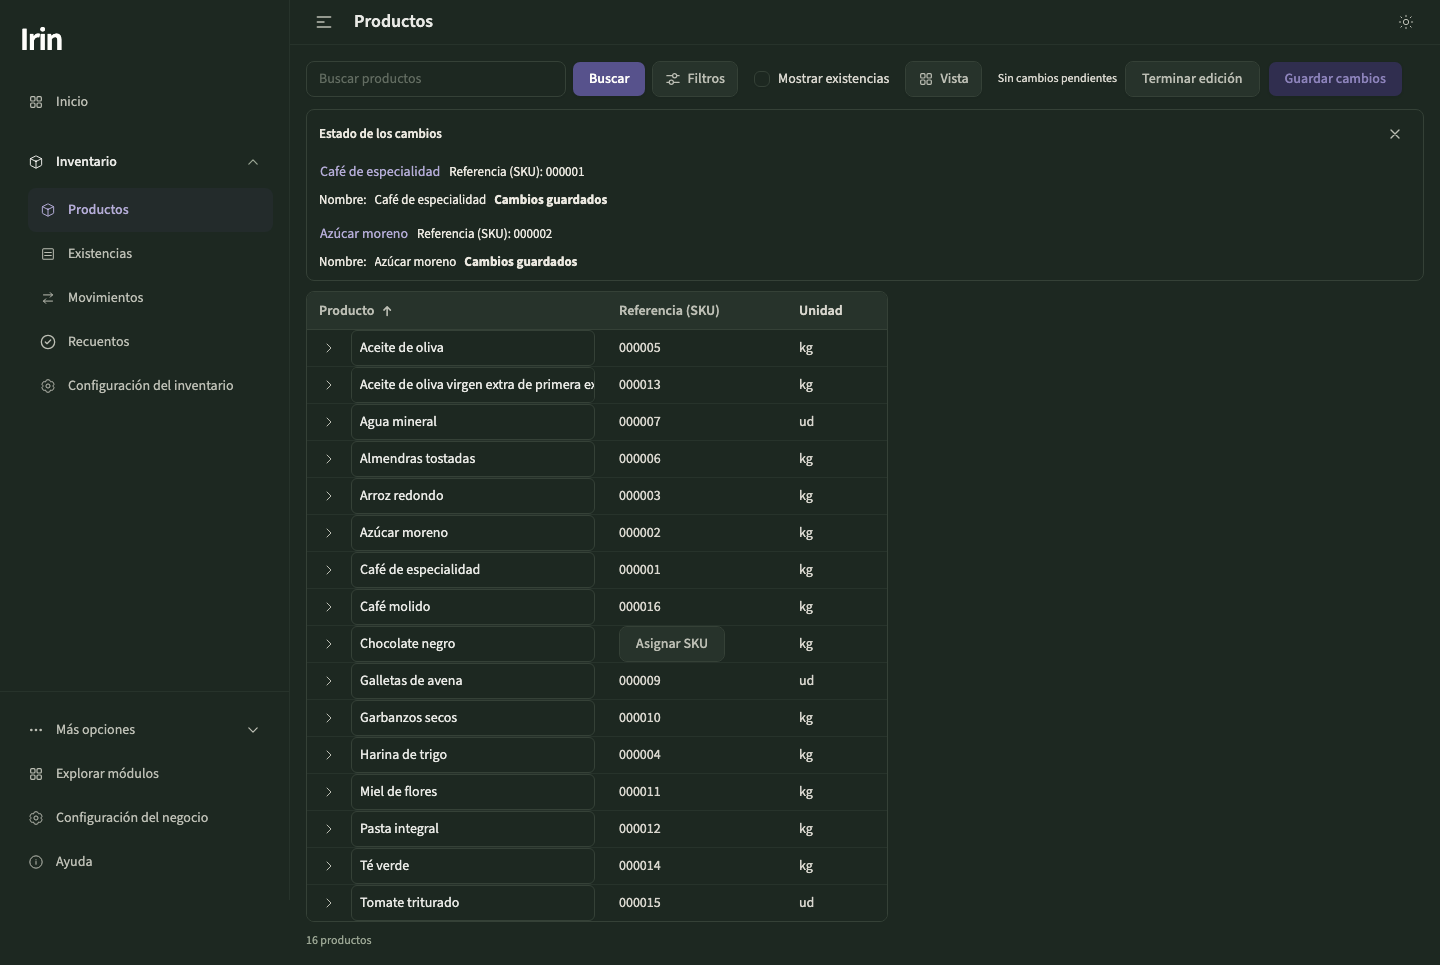 Irin
Productos
Inicio
Inventario
Productos
Existencias
Movimientos
Recuentos
Configuración del inventario
Más opciones
Explorar módulos
Configuración del negocio
Ayuda
Buscar productos Buscar Filtros Mostrar existencias Vista Sin cambios pendientes Terminar edición Guardar cambios
Estado de los cambios
Café de especialidad Referencia (SKU): 000001
Nombre: Café de especialidad Cambios guardados
Azúcar moreno Referencia (SKU): 000002
Nombre: Azúcar moreno Cambios guardados
Producto Referencia (SKU) Unidad
Aceite de oliva 000005 kg
Aceite de oliva virgen extra de primera ex 000013 kg
Agua mineral 000007 ud
Almendras tostadas 000006 kg
Arroz redondo 000003 kg
Azúcar moreno 000002 kg
Café de especialidad 000001 kg
Café molido 000016 kg
Chocolate negro Asignar SKU kg
Galletas de avena 000009 ud
Garbanzos secos 000010 kg
Harina de trigo 000004 kg
Miel de flores 000011 kg
Pasta integral 000012 kg
Té verde 000014 kg
Tomate triturado 000015 ud
16 productos